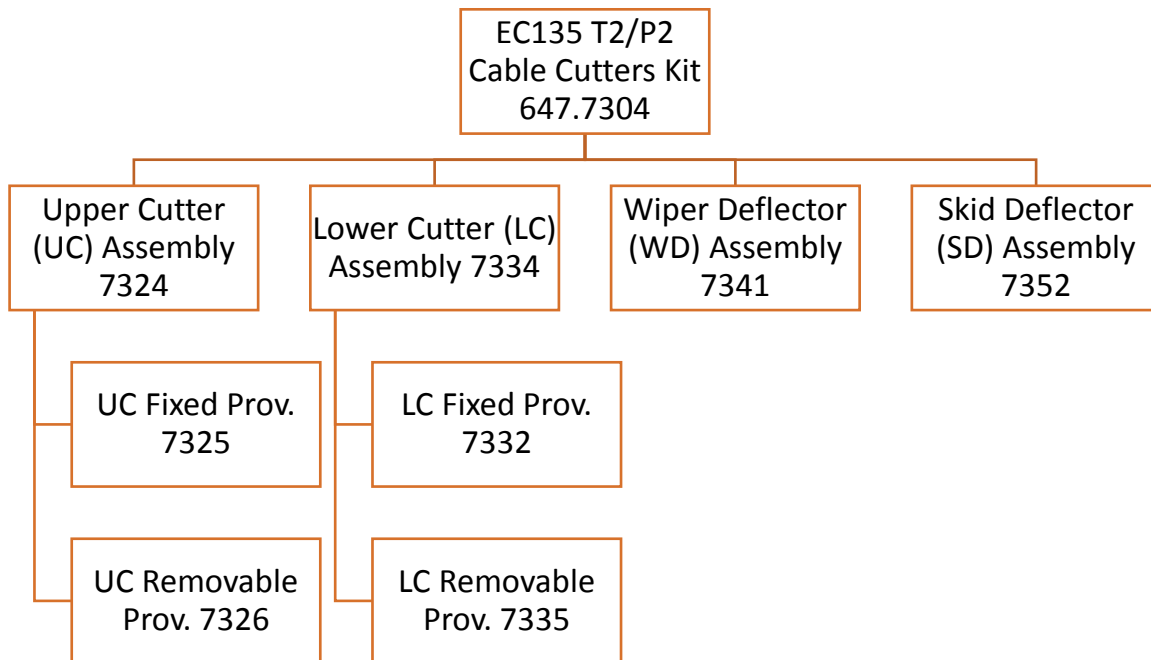 EC135 T2/P2
Cable Cutters Kit
647.7304
Upper Cutter
(UC) Assembly
7324
Lower Cutter (LC)
Assembly 7334
Wiper Deflector
(WD) Assembly
7341
Skid Deflector
(SD) Assembly
7352
UC Fixed Prov.
7325
LC Fixed Prov.
7332
UC Removable
Prov. 7326
LC Removable
Prov. 7335